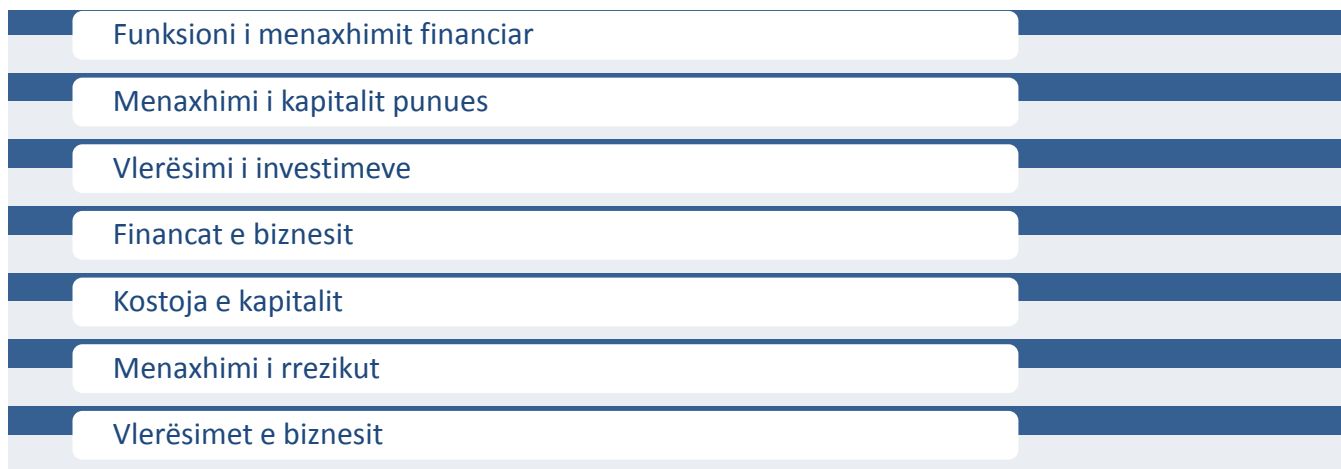 Funksioni i menaxhimit financiar
Menaxhimi i kapitalit punues
Vlerësimi i investimeve
Financat e biznesit
Kostoja e kapitalit
Menaxhimi i rrezikut
Vlerësimet e biznesit